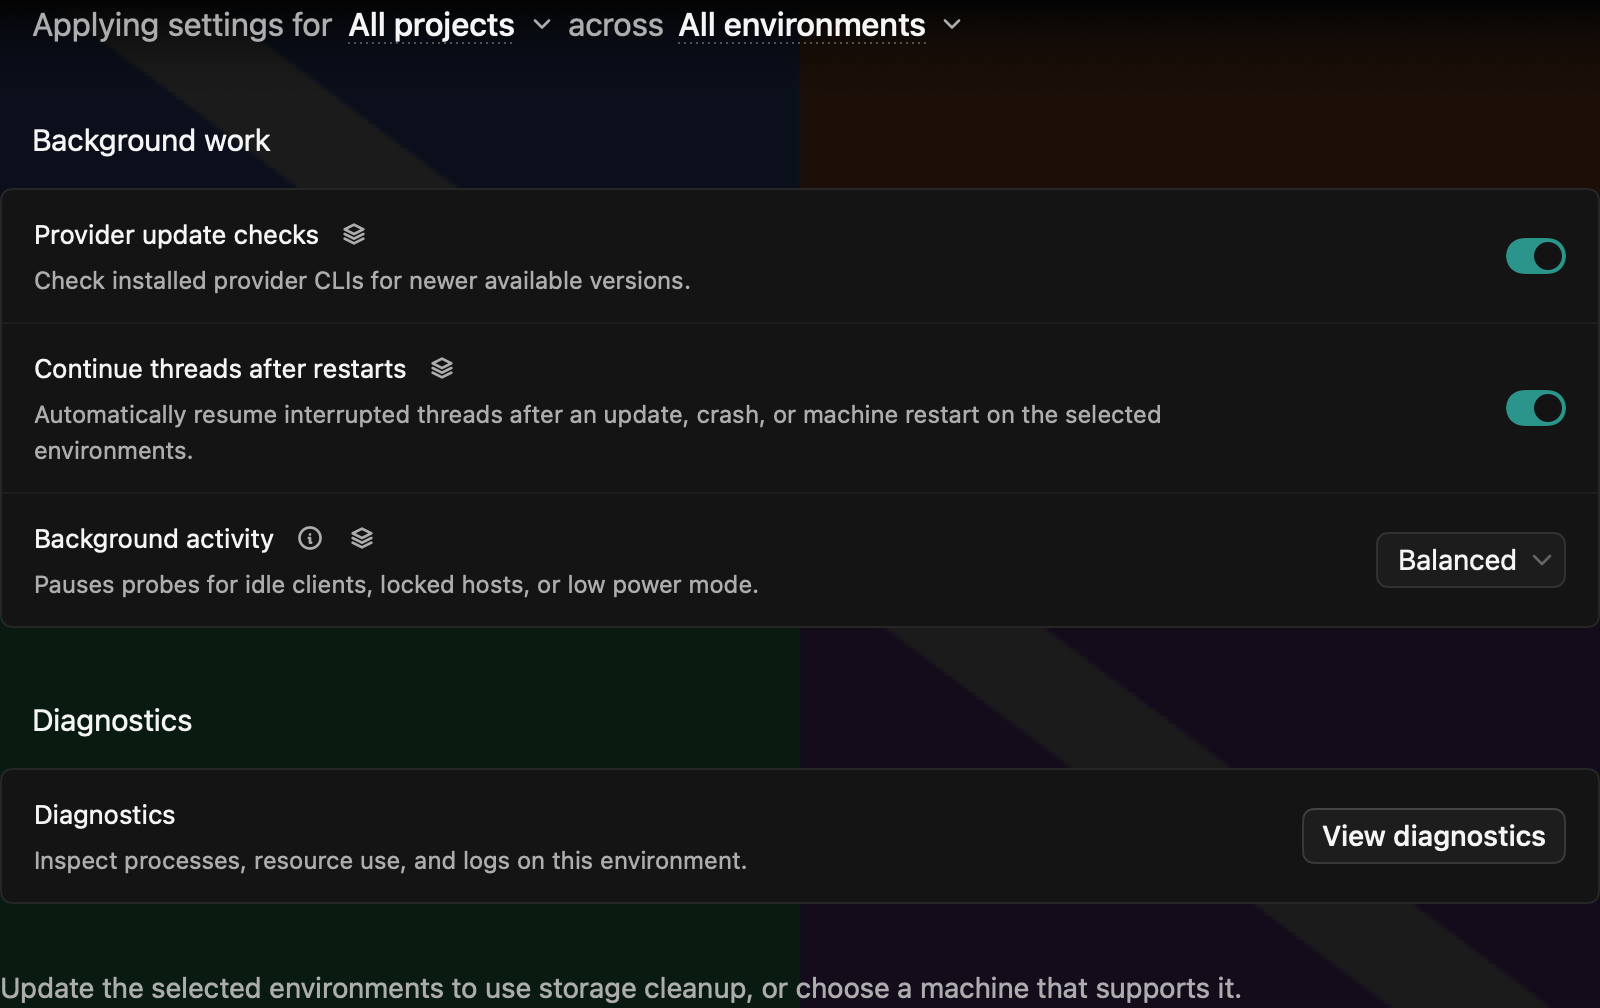 Applying settings for All projects across All environments
Background work
Provider update checks
Check installed provider CLIs for newer available versions.
Continue threads after restarts
Automatically resume interrupted threads after an update, crash, or machine restart on the selected
environments.
Background activity
Pauses probes for idle clients, locked hosts, or low power mode.
Balanced
Diagnostics
Diagnostics
Inspect processes, resource use, and logs on this environment.
View diagnostics
Update the selected environments to use storage cleanup, or choose a machine that supports it.